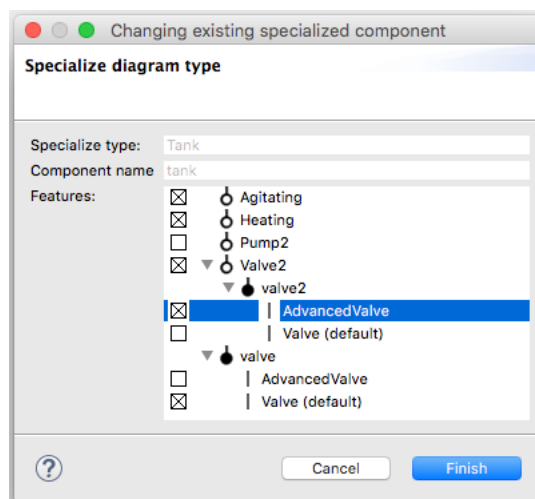 Changing existing specialized component
Specialize diagram type
Specialize type: Tank
Component name tank
Features:
Agitating
Heating
Pump2
Valve2
valve2
AdvancedValve
Valve (default)
valve
AdvancedValve
Valve (default)
? Cancel Finish